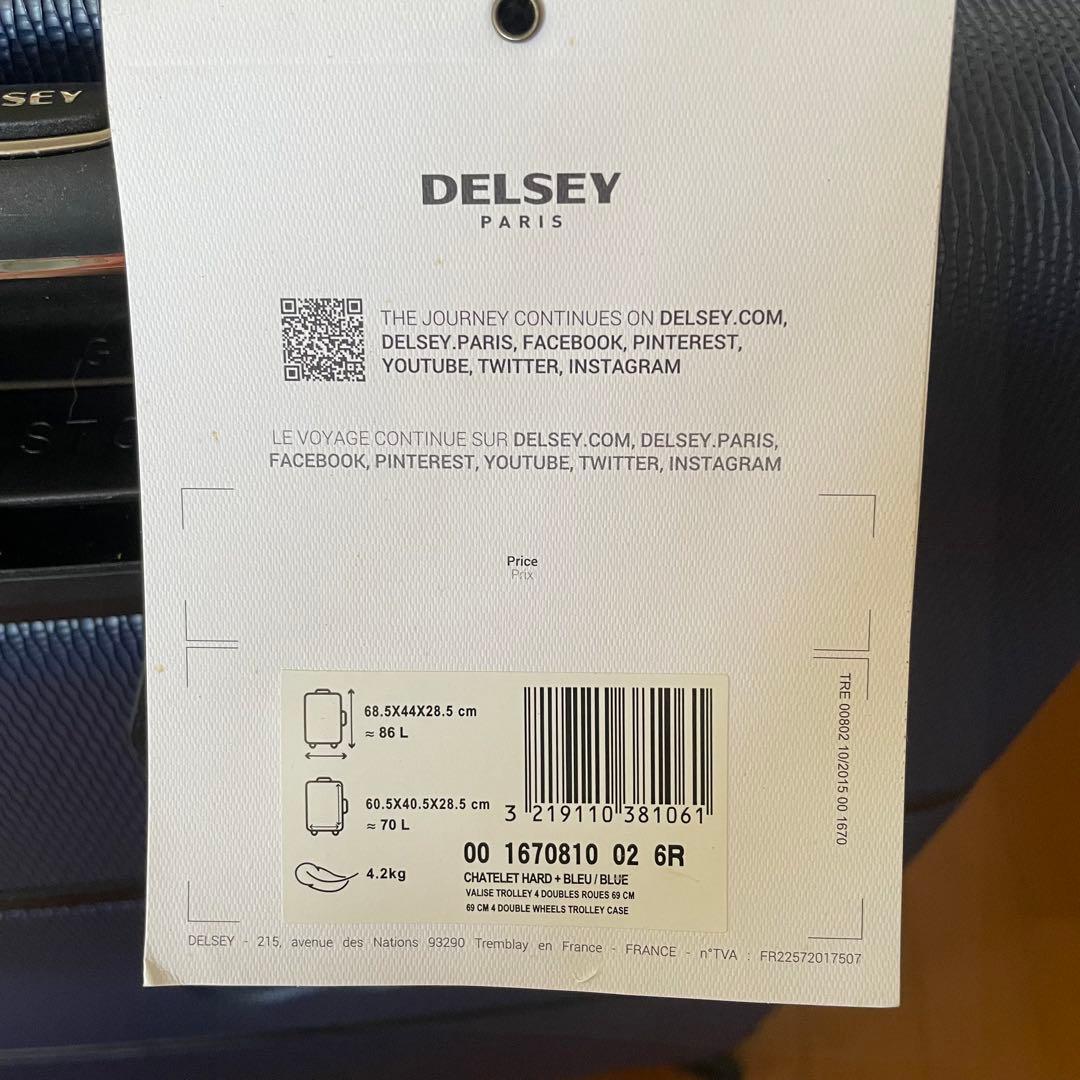 SEY
STO
DELSEY
PARIS
THE JOURNEY CONTINUES ON DELSEY.COM,
DELSEY.PARIS, FACEBOOK, PINTEREST,
YOUTUBE, TWITTER, INSTAGRAM
LE VOYAGE CONTINUE SUR DELSEY.COM, DELSEY.PARIS,
FACEBOOK, PINTEREST, YOUTUBE, TWITTER, INSTAGRAM
Price
Prix
68.5X44X28.5 cm
≈ 86 L
60.5X40.5X28.5 cm
≈ 70 L
4.2kg
3 219110 381061
00 1670810 02 6R
CHATELET HARD + BLEU / BLUE
VALISE TROLLEY 4 DOUBLES ROUES 69 CM
69 CM 4 DOUBLE WHEELS TROLLEY CASE
TRE 00802 10/2015 00 1670
DELSEY - 215, avenue des Nations 93290 Tremblay en France - FRANCE - n°TVA : FR22572017507